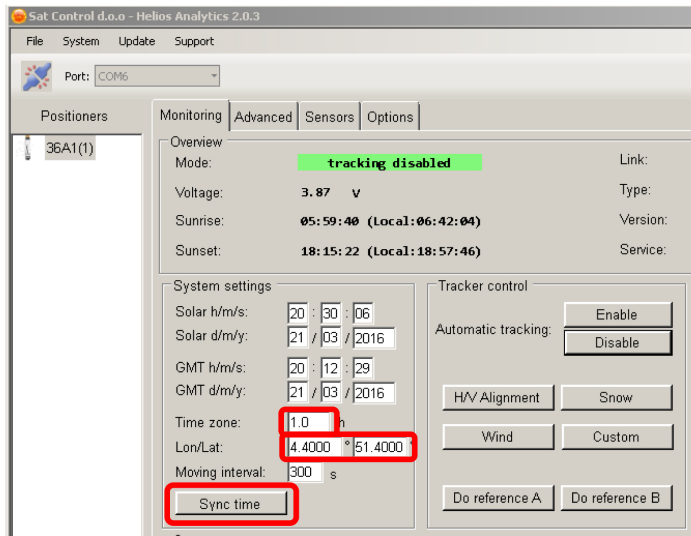 Sat Control d.o.o - Helios Analytics 2.0.3
File System Update Support
Port: COM6
Positioners
36A1(1)
Monitoring Advanced Sensors Options
Overview
Mode: tracking disabled Link:
Voltage: 3.87 V Type:
Sunrise: 05:59:40 (Local:06:42:04) Version:
Sunset: 18:15:22 (Local:18:57:46) Service:
System settings
Solar h/m/s: 20 : 30 : 06
Solar d/m/y: 21 / 03 / 2016
GMT h/m/s: 20 : 12 : 29
GMT d/m/y: 21 / 03 / 2016
Time zone: 1.0 h
Lon/Lat: 4.4000 ° 51.4000 °
Moving interval: 300 s
Sync time
Tracker control
Automatic tracking: Enable
Disable
H/V Alignment Snow
Wind Custom
Do reference A Do reference B